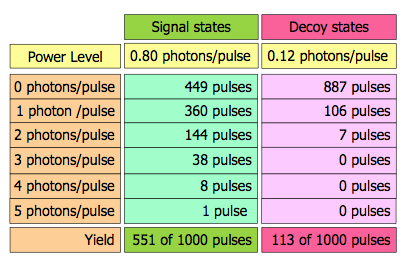 Signal states Decoy states
Power Level 0.80 photons/pulse 0.12 photons/pulse
0 photons/pulse 449 pulses 887 pulses
1 photon /pulse 360 pulses 106 pulses
2 photons/pulse 144 pulses 7 pulses
3 photons/pulse 38 pulses 0 pulses
4 photons/pulse 8 pulses 0 pulses
5 photons/pulse 1 pulse 0 pulses
Yield 551 of 1000 pulses 113 of 1000 pulses